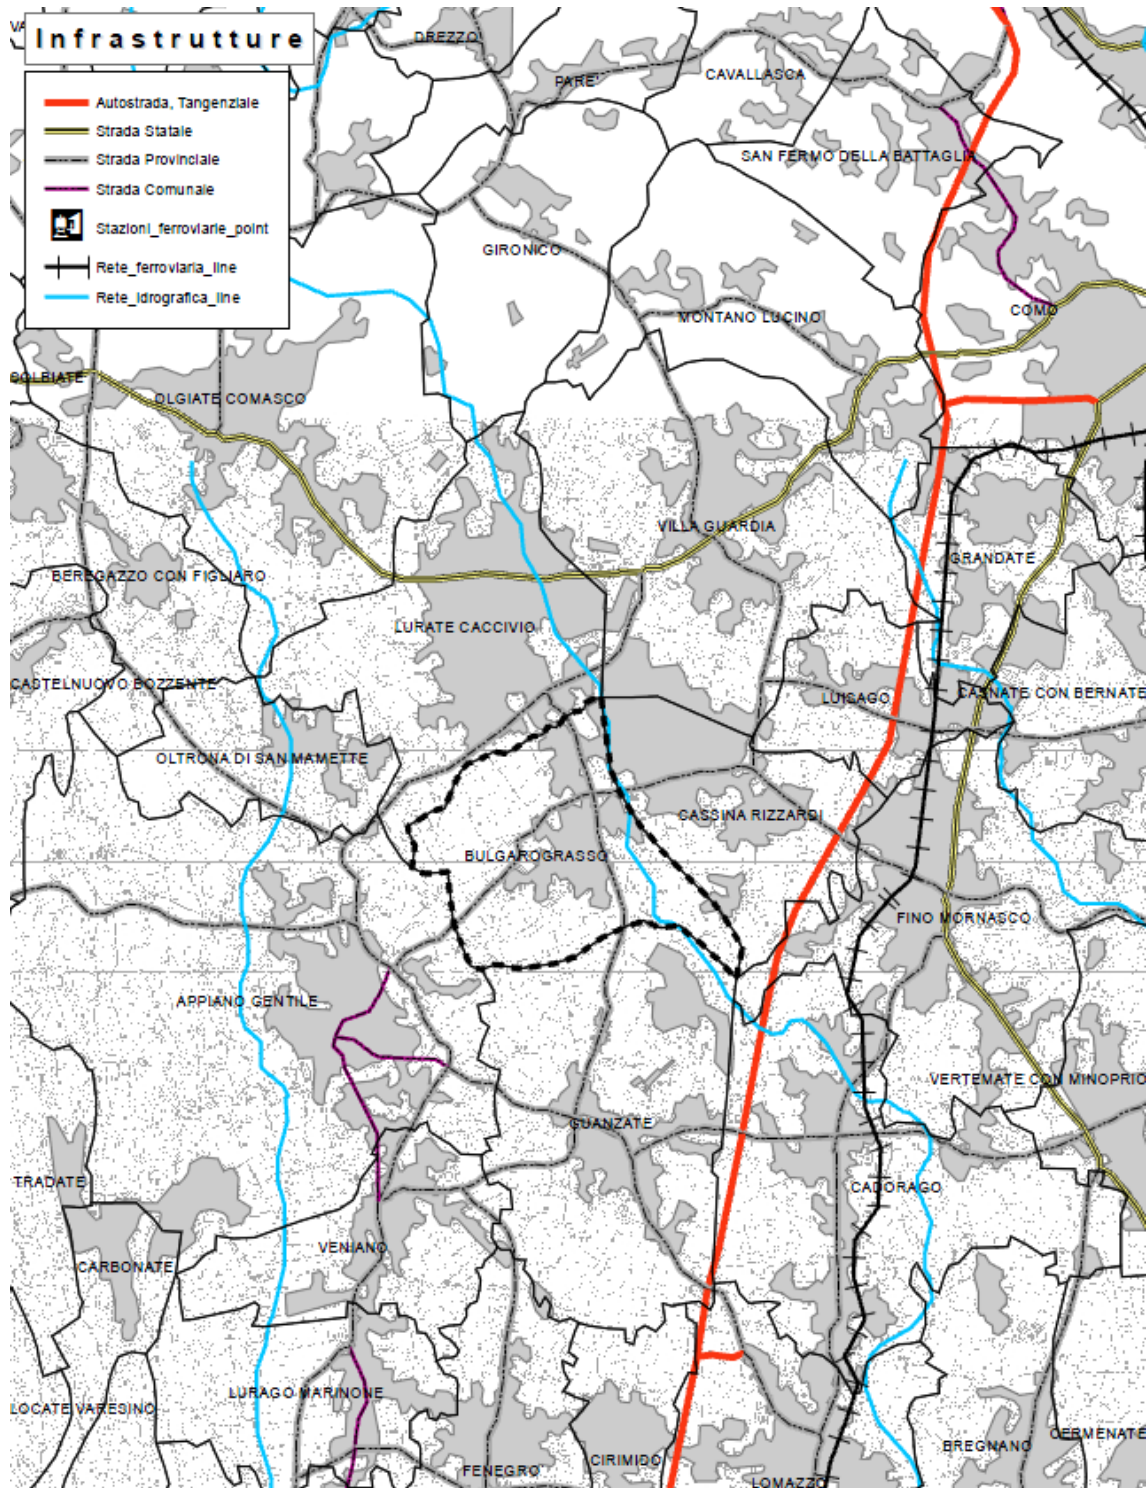 VA
Infrastrutture
DREZZO
PARE'
CAVALLASCA
Autostrada, Tangenziale
Strada Statale
Strada Provinciale
Strada Comunale
Stazioni_ferroviarie_point
Rete_ferroviaria_line
Rete_idrografica_line
SAN FERMO DELLA BATTAGLIA
GIRONICO
MONTANO LUCINO
COMO
SOLBIATE
OLGIATE COMASCO
VILLA GUARDIA
GRANDATE
BEREGAZZO CON FIGLIARO
LURATE CACCIVIO
CASTELNUOVO BOZZENTE
LUISAGO
CASNATE CON BERNATE
OLTRONA DI SAN MAMETTE
CASSINA RIZZARDI
BULGAROGRASSO
FINO MORNASCO
APPIANO GENTILE
VERTEMATE CON MINOPRIO
GUANZATE
TRADATE
CADORAGO
VENIANO
CARBONATE
LURAGO MARINONE
LOCATE VARESINO
CERMENATE
BREGNANO
CIRIMIDO
FENEGRO'
LOMAZZO